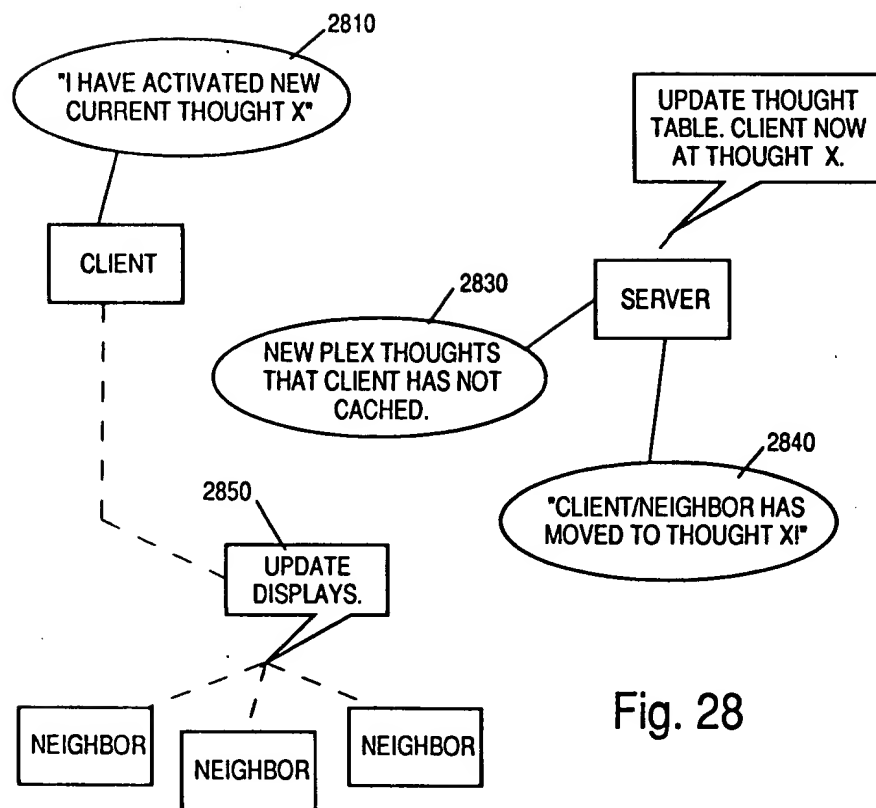 2810
"I HAVE ACTIVATED NEW
CURRENT THOUGHT X"
UPDATE THOUGHT
TABLE. CLIENT NOW
AT THOUGHT X.
CLIENT
2830
SERVER
NEW PLEX THOUGHTS
THAT CLIENT HAS NOT
CACHED.
2840
"CLIENT/NEIGHBOR HAS
MOVED TO THOUGHT X!"
2850
UPDATE
DISPLAYS.
NEIGHBOR
NEIGHBOR
NEIGHBOR
Fig. 28